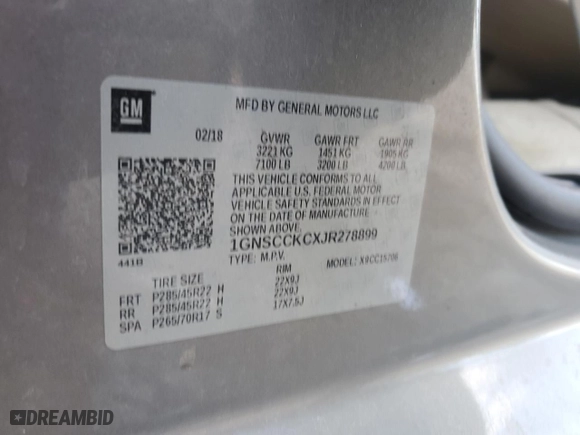 GM
MFD BY GENERAL MOTORS LLC
02/18 GVWR GAWR FRT GAWR RR
3221 KG 1451 KG 1905 KG
7100 LB 3200 LB 4200 LB
THIS VEHICLE CONFORMS TO ALL
APPLICABLE U.S. FEDERAL MOTOR
VEHICLE SAFETY STANDARDS IN EFFECT
ON THE DATE OF MANUFACTURE
SHOWN ABOVE.
1GNSCCKCXJR278899
441B TYPE: M.P.V. MODEL: X9CC15706
TIRE SIZE RIM
FRT P285/45R22 H 22X9J
RR P285/45R22 H 22X9J
SPA P265/70R17 S 17X7.5J
DREAMBID